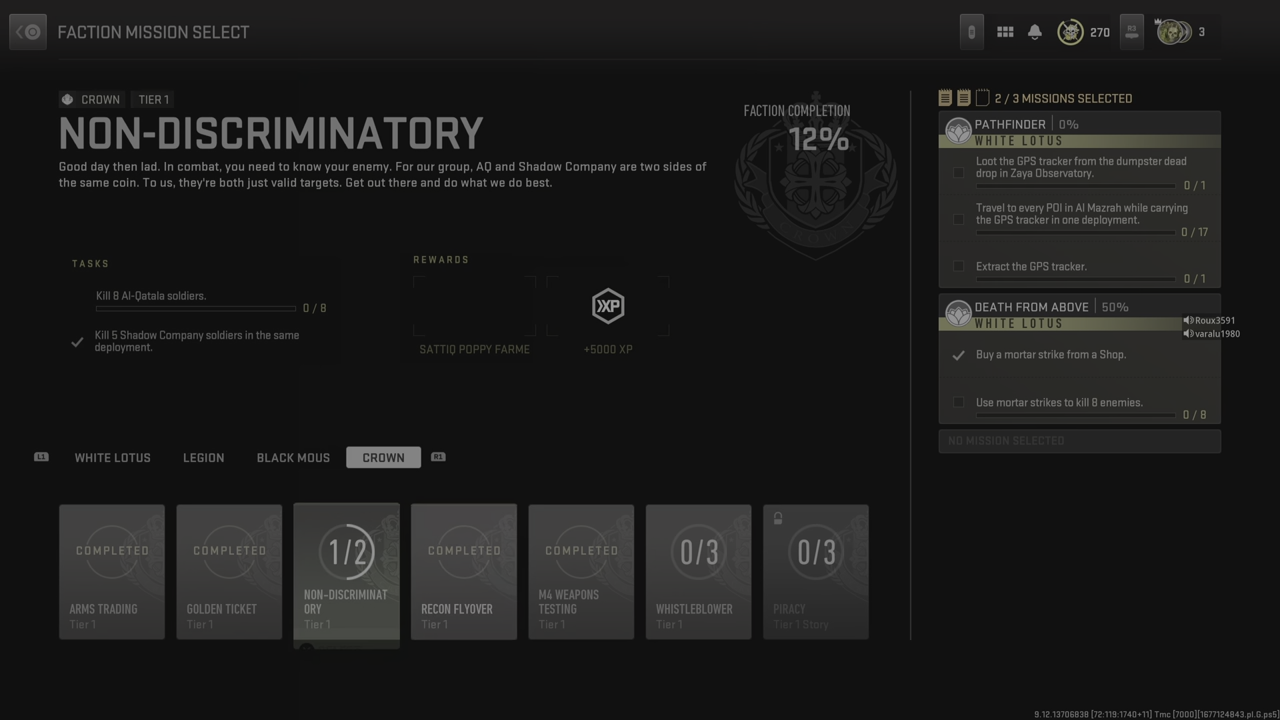 FACTION MISSION SELECT
270
R3
3
CROWN
TIER 1
NON-DISCRIMINATORY
Good day then lad. In combat, you need to know your enemy. For our group, AQ and Shadow Company are two sides of
the same coin. To us, they're both just valid targets. Get out there and do what we do best.
FACTION COMPLETION
12%
TASKS
Kill 8 Al-Qatala soldiers.
0 / 8
Kill 5 Shadow Company soldiers in the same
deployment.
REWARDS
XP
SATTIQ POPPY FARME
+5000 XP
L1
WHITE LOTUS
LEGION
BLACK MOUS
CROWN
R1
COMPLETED
ARMS TRADING
Tier 1
COMPLETED
GOLDEN TICKET
Tier 1
1/2
NON-DISCRIMINAT
ORY
Tier 1
COMPLETED
RECON FLYOVER
Tier 1
COMPLETED
M4 WEAPONS
TESTING
Tier 1
0/3
WHISTLEBLOWER
Tier 1
0/3
PIRACY
Tier 1 Story
2 / 3 MISSIONS SELECTED
PATHFINDER | 0%
WHITE LOTUS
Loot the GPS tracker from the dumpster dead
drop in Zaya Observatory.
0 / 1
Travel to every POI in Al Mazrah while carrying
the GPS tracker in one deployment.
0 / 17
Extract the GPS tracker.
0 / 1
DEATH FROM ABOVE | 50%
WHITE LOTUS
Roux3591
varalu1980
Buy a mortar strike from a Shop.
Use mortar strikes to kill 8 enemies.
0 / 8
NO MISSION SELECTED
9.12.13706838 [72:119:1740+11] Tmc [7000][1677124843.pl.G.ps5]